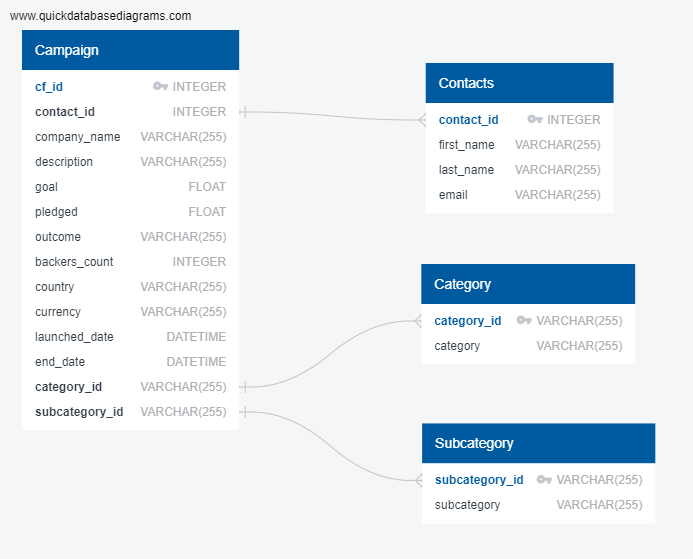 www.quickdatabasediagrams.com
Campaign
cf_id INTEGER
contact_id INTEGER
company_name VARCHAR(255)
description VARCHAR(255)
goal FLOAT
pledged FLOAT
outcome VARCHAR(255)
backers_count INTEGER
country VARCHAR(255)
currency VARCHAR(255)
launched_date DATETIME
end_date DATETIME
category_id VARCHAR(255)
subcategory_id VARCHAR(255)
Contacts
contact_id INTEGER
first_name VARCHAR(255)
last_name VARCHAR(255)
email VARCHAR(255)
Category
category_id VARCHAR(255)
category VARCHAR(255)
Subcategory
subcategory_id VARCHAR(255)
subcategory VARCHAR(255)